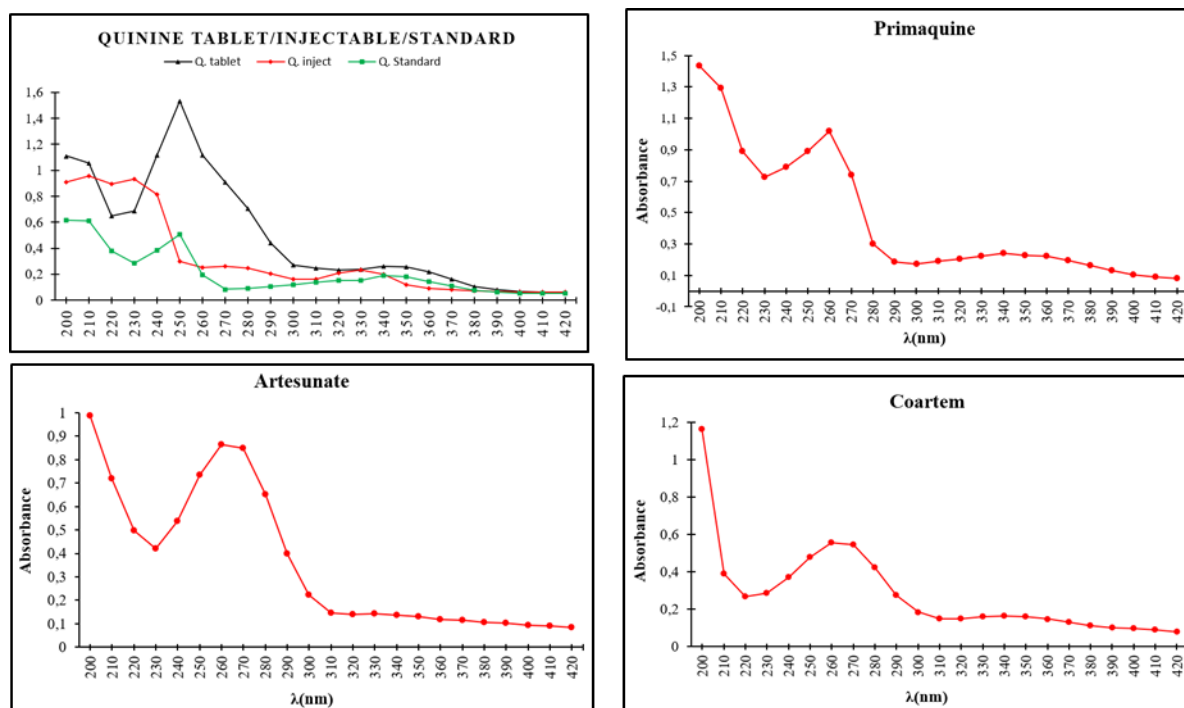 QUININE TABLET/INJECTABLE/STANDARD
Q. tablet Q. inject Q. Standard
1,6
1,4
1,2
1
0,8
0,6
0,4
0,2
0
200 210 220 230 240 250 260 270 280 290 300 310 320 330 340 350 360 370 380 390 400 410 420
Primaquine
Absorbance
1,5
1,3
1,1
0,9
0,7
0,5
0,3
0,1
-0,1
200 210 220 230 240 250 260 270 280 290 300 310 320 330 340 350 360 370 380 390 400 410 420
λ(nm)
Artesunate
Absorbance
1
0,9
0,8
0,7
0,6
0,5
0,4
0,3
0,2
0,1
0
200 210 220 230 240 250 260 270 280 290 300 310 320 330 340 350 360 370 380 390 400 410 420
λ(nm)
Coartem
Absorbance
1,2
1
0,8
0,6
0,4
0,2
0
200 210 220 230 240 250 260 270 280 290 300 310 320 330 340 350 360 370 380 390 400 410 420
λ(nm)